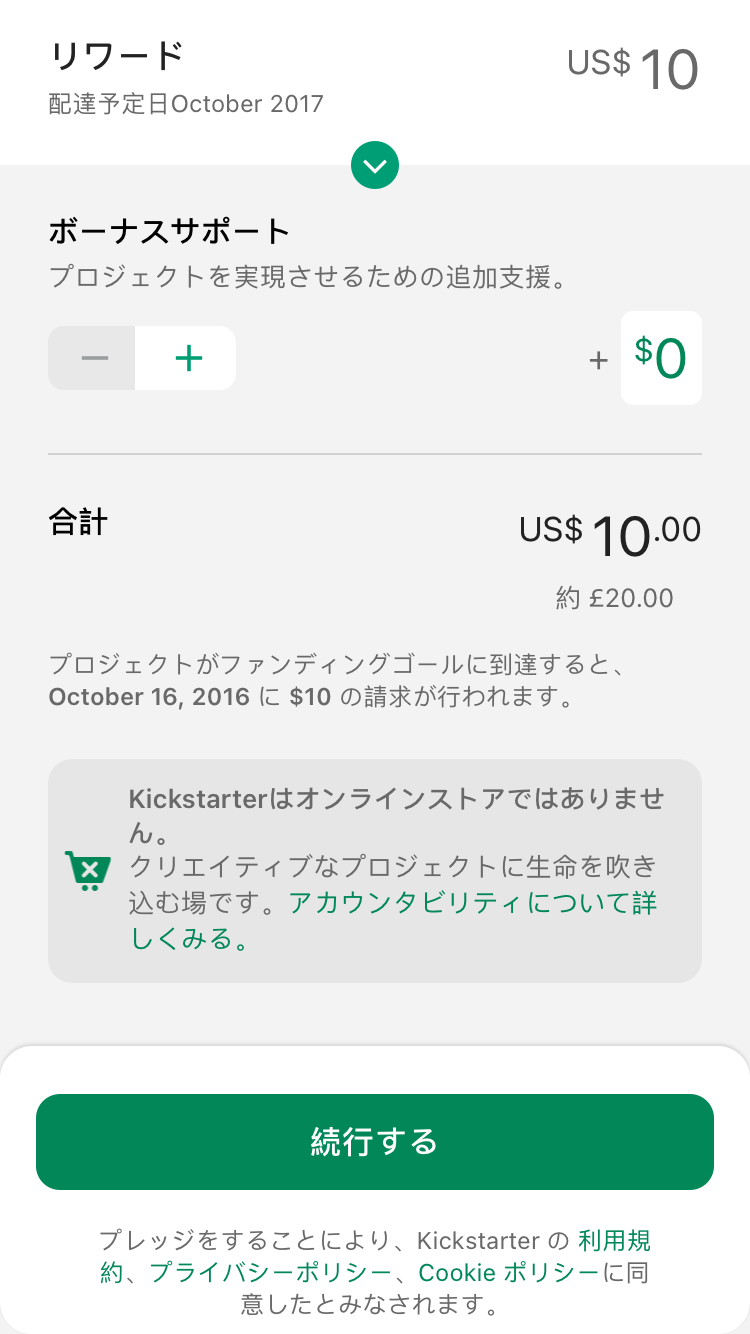 リワード
US$ 10
配達予定日October 2017
ボーナスサポート
プロジェクトを実現させるための追加支援。
− +
+ $0
合計
US$ 10.00
約 £20.00
プロジェクトがファンディングゴールに到達すると、
October 16, 2016 に $10 の請求が行われます。
Kickstarterはオンラインストアではありませ
ん。
クリエイティブなプロジェクトに生命を吹き
込む場です。アカウンタビリティについて詳
しくみる。
続行する
プレッジをすることにより、Kickstarter の 利用規
約、プライバシーポリシー、Cookie ポリシーに同
意したとみなされます。